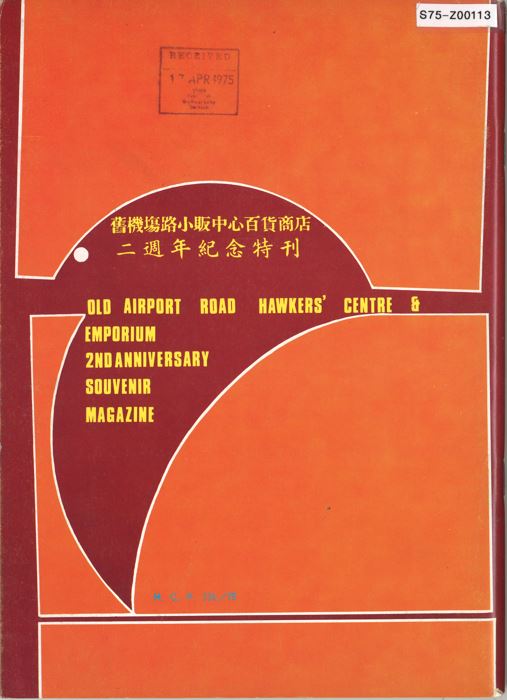 S75-Z00113
RECEIVED
APR 1975
舊機場路小販中心百貨商店
二週年紀念特刊
OLD AIRPORT ROAD HAWKERS' CENTRE &
EMPORIUM
2ND ANNIVERSARY
SOUVENIR
MAGAZINE